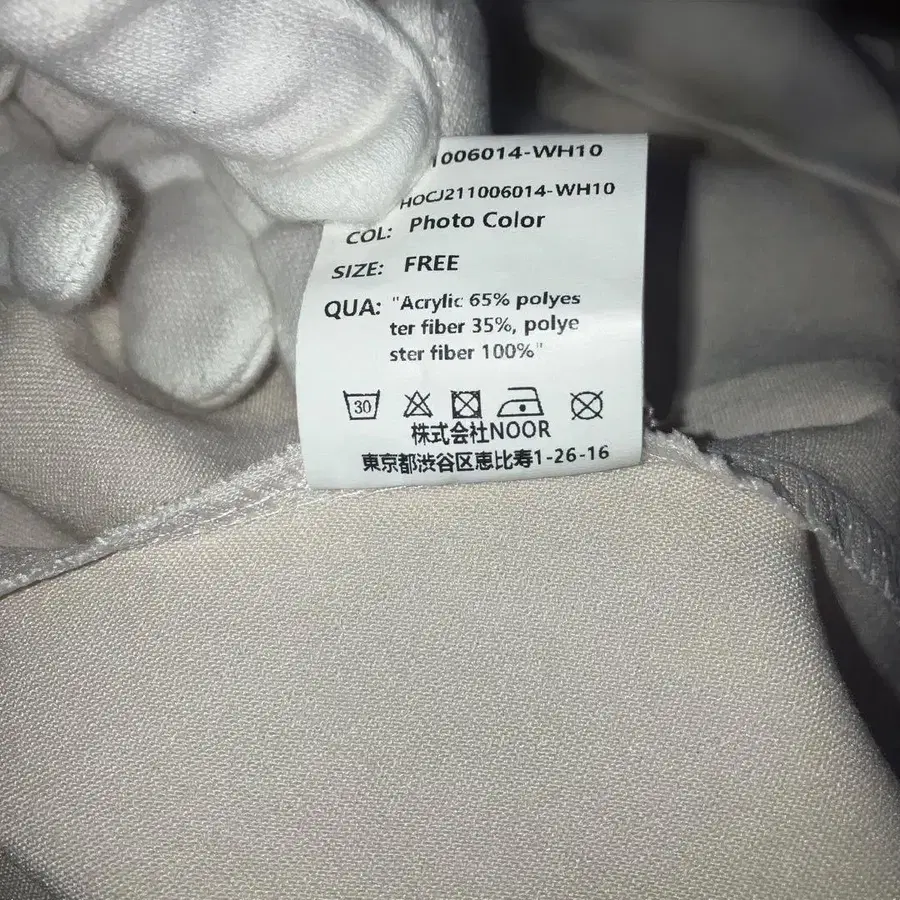 1006014-WH10
HOCJ211006014-WH10
COL: Photo Color
SIZE: FREE
QUA: "Acrylic 65% polyes
ter fiber 35%, polye
ster fiber 100%"
30
株式会社NOOR
東京都渋谷区恵比寿1-26-16